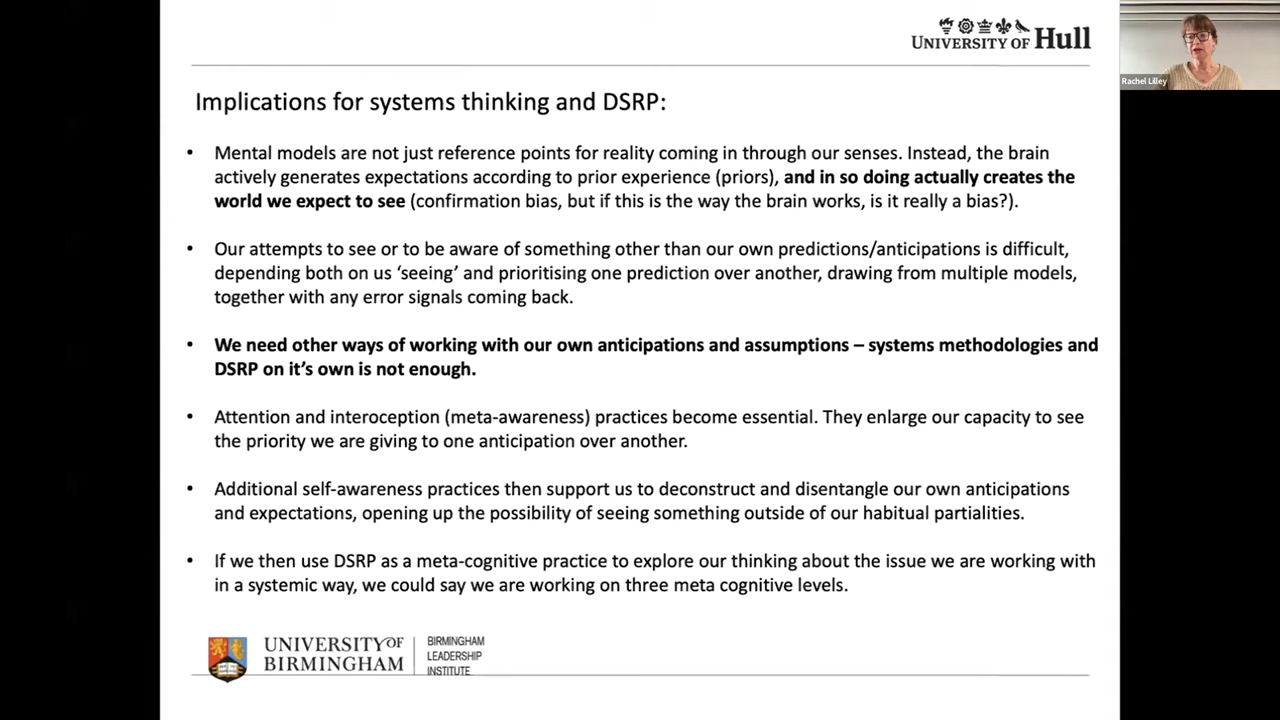 UNIVERSITY OF Hull
Rachel Lilley
Implications for systems thinking and DSRP:
• Mental models are not just reference points for reality coming in through our senses. Instead, the brain
actively generates expectations according to prior experience (priors), and in so doing actually creates the
world we expect to see (confirmation bias, but if this is the way the brain works, is it really a bias?).
• Our attempts to see or to be aware of something other than our own predictions/anticipations is difficult,
depending both on us ‘seeing’ and prioritising one prediction over another, drawing from multiple models,
together with any error signals coming back.
• We need other ways of working with our own anticipations and assumptions – systems methodologies and
DSRP on it’s own is not enough.
• Attention and interoception (meta-awareness) practices become essential. They enlarge our capacity to see
the priority we are giving to one anticipation over another.
• Additional self-awareness practices then support us to deconstruct and disentangle our own anticipations
and expectations, opening up the possibility of seeing something outside of our habitual partialities.
• If we then use DSRP as a meta-cognitive practice to explore our thinking about the issue we are working with
in a systemic way, we could say we are working on three meta cognitive levels.
UNIVERSITY OF
BIRMINGHAM
BIRMINGHAM
LEADERSHIP
INSTITUTE